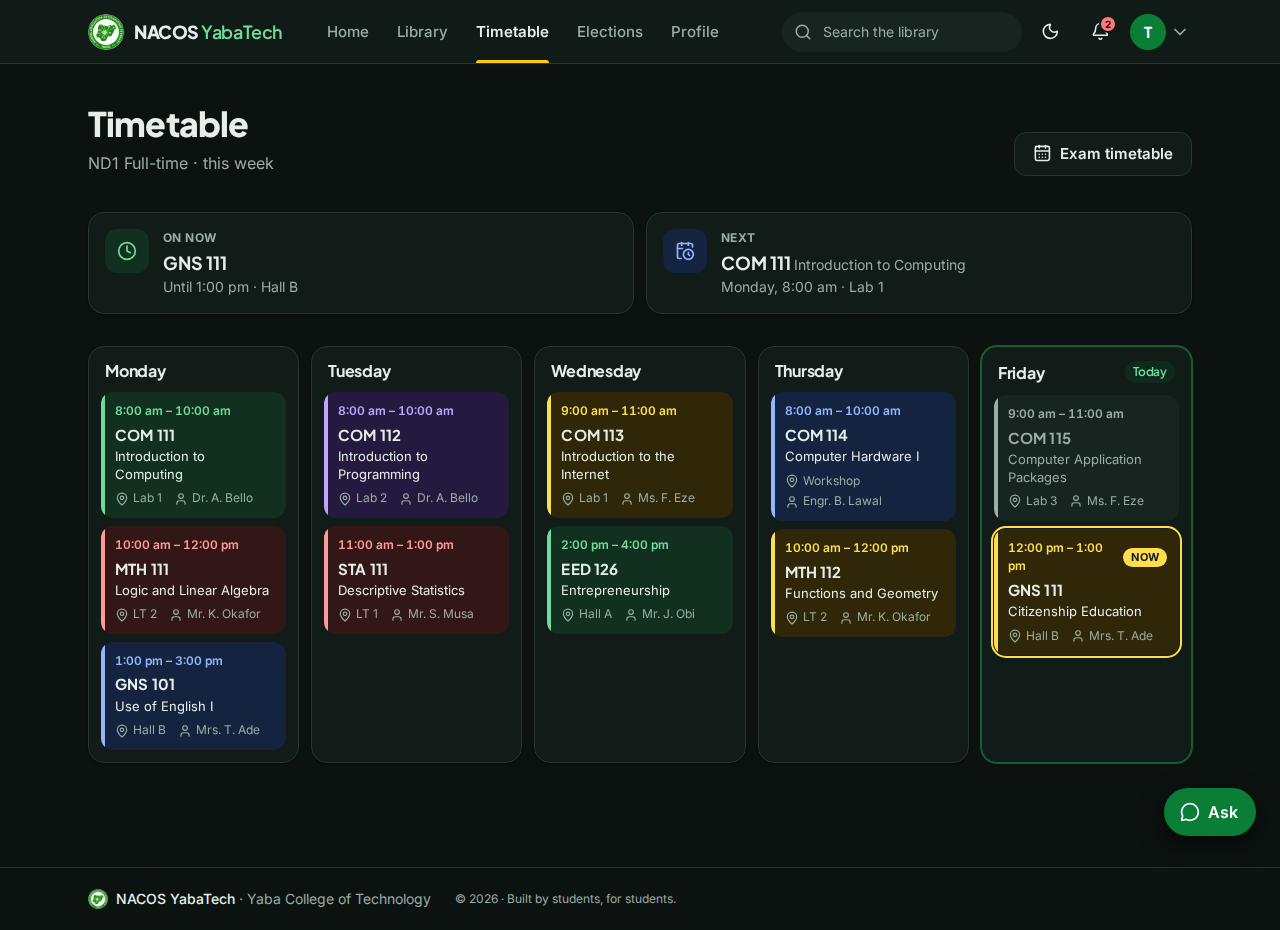 NACOS YabaTech
Home
Library
Timetable
Elections
Profile
Search the library
2
T
Timetable
ND1 Full-time · this week
Exam timetable
ON NOW
GNS 111
Until 1:00 pm · Hall B
NEXT
COM 111 Introduction to Computing
Monday, 8:00 am · Lab 1
Monday
8:00 am – 10:00 am
COM 111
Introduction to
Computing
Lab 1 Dr. A. Bello
10:00 am – 12:00 pm
MTH 111
Logic and Linear Algebra
LT 2 Mr. K. Okafor
1:00 pm – 3:00 pm
GNS 101
Use of English I
Hall B Mrs. T. Ade
Tuesday
8:00 am – 10:00 am
COM 112
Introduction to
Programming
Lab 2 Dr. A. Bello
11:00 am – 1:00 pm
STA 111
Descriptive Statistics
LT 1 Mr. S. Musa
Wednesday
9:00 am – 11:00 am
COM 113
Introduction to the
Internet
Lab 1 Ms. F. Eze
2:00 pm – 4:00 pm
EED 126
Entrepreneurship
Hall A Mr. J. Obi
Thursday
8:00 am – 10:00 am
COM 114
Computer Hardware I
Workshop
Engr. B. Lawal
10:00 am – 12:00 pm
MTH 112
Functions and Geometry
LT 2 Mr. K. Okafor
Friday
Today
9:00 am – 11:00 am
COM 115
Computer Application
Packages
Lab 3 Ms. F. Eze
12:00 pm – 1:00
pm
NOW
GNS 111
Citizenship Education
Hall B Mrs. T. Ade
Ask
NACOS YabaTech · Yaba College of Technology
© 2026 · Built by students, for students.